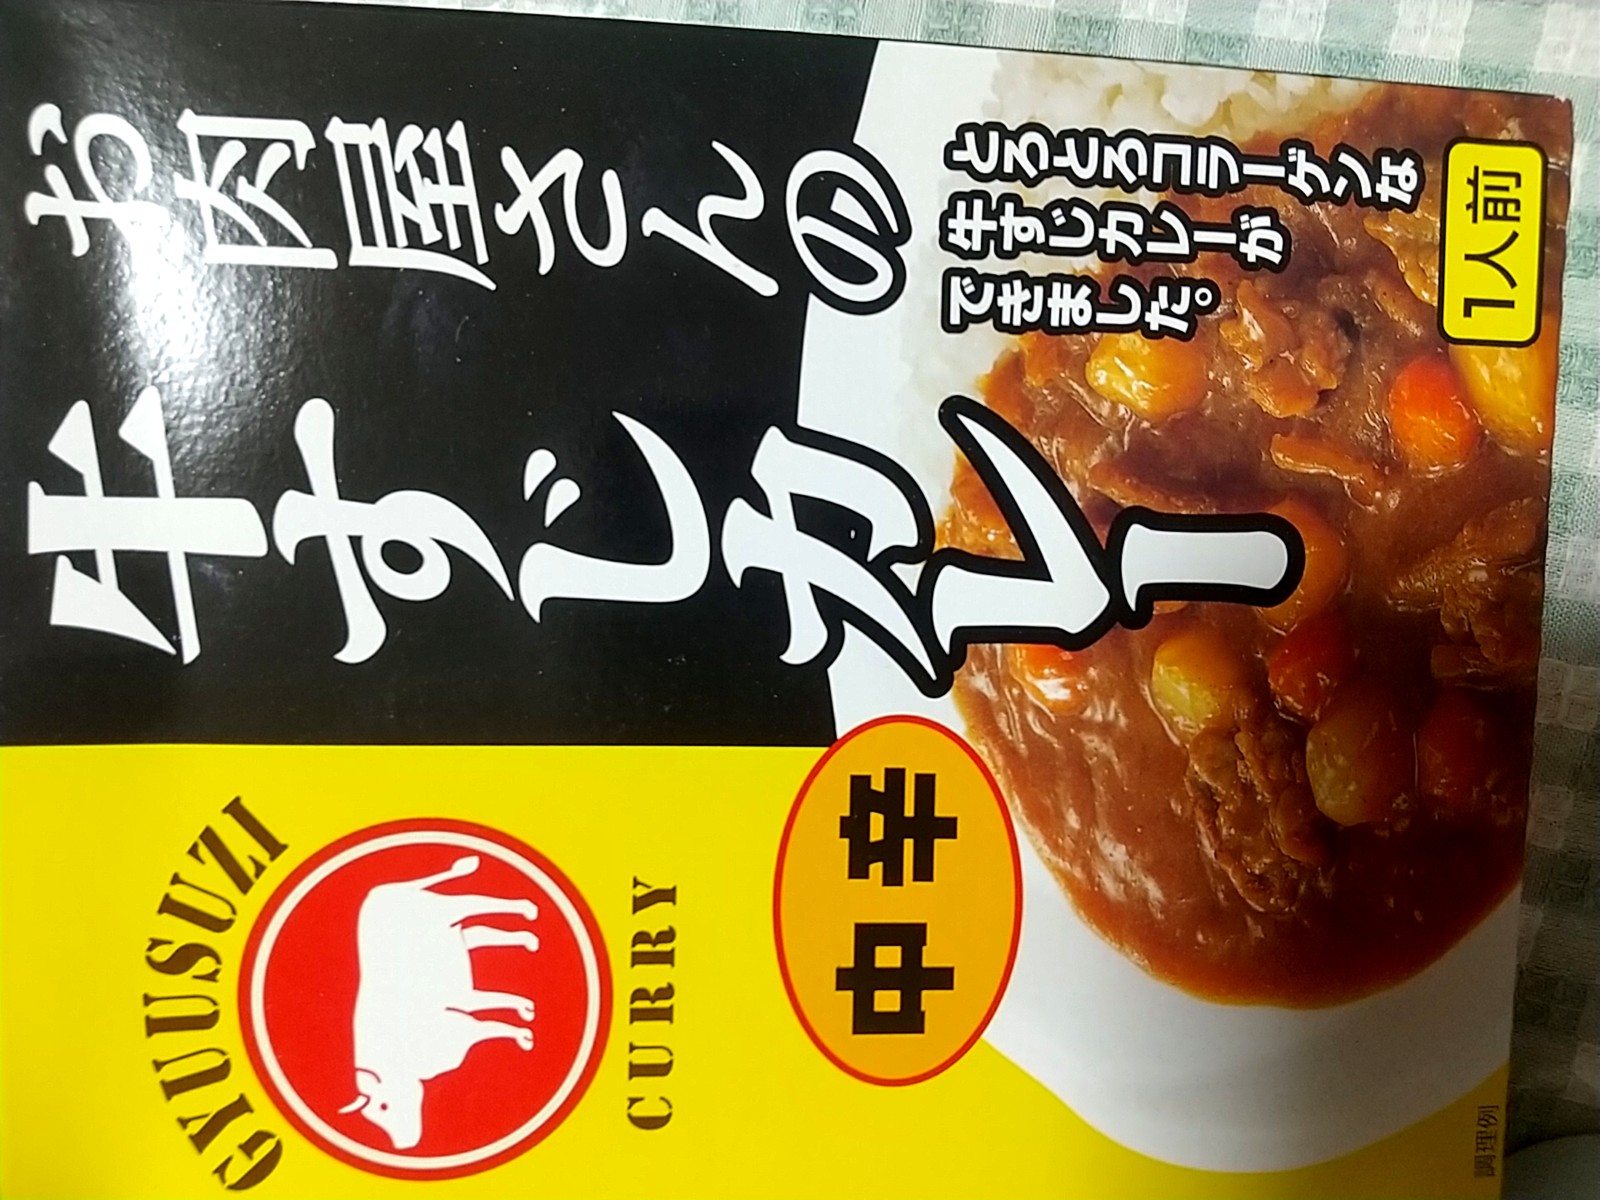 お肉屋さんの
牛すじカレー
とろとろコラーゲンな
牛すじカレーが
できました。
1人前
GYUUSUZI
CURRY
中辛
調理例